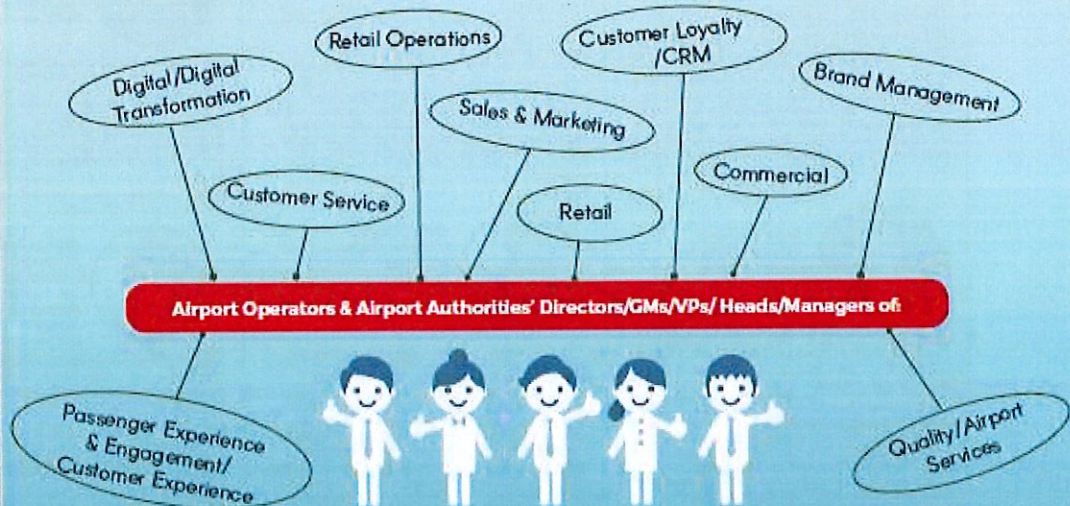 Retail Operations
Customer Loyalty
/CRM
Digital/Digital
Transformation
Brand Management
Sales & Marketing
Customer Service
Commercial
Retail
Airport Operators & Airport Authorities' Directors/GMs/VPs/ Heads/Managers of:
Passenger Experience
& Engagement/
Customer Experience
Quality/Airport
Services